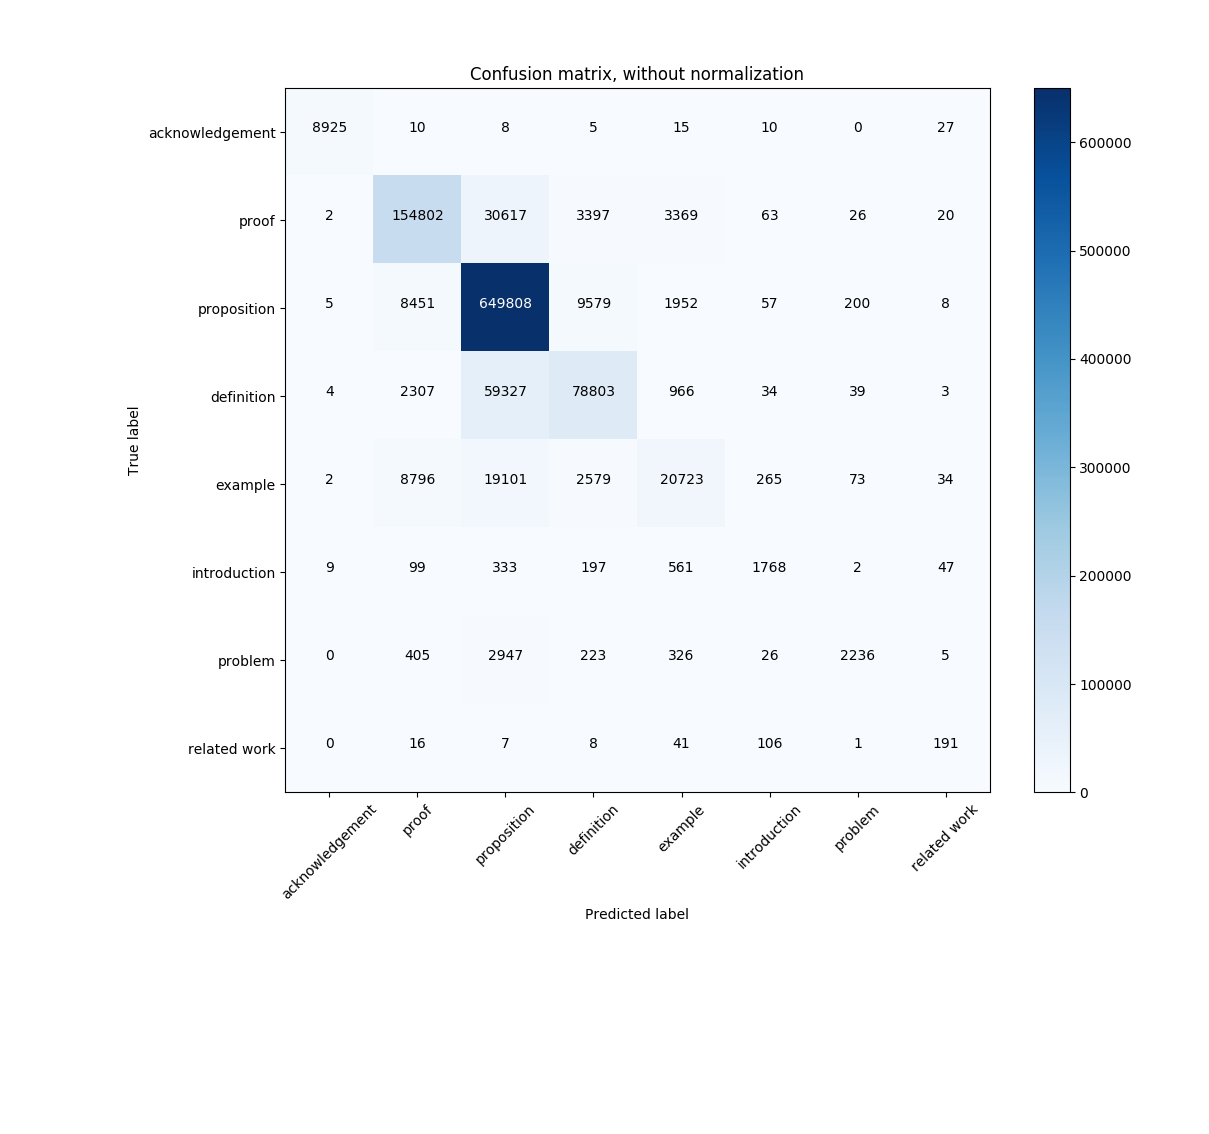 Confusion matrix, without normalization
acknowledgement 8925 10 8 5 15 10 0 27
proof 2 154802 30617 3397 3369 63 26 20
proposition 5 8451 649808 9579 1952 57 200 8
definition 4 2307 59327 78803 966 34 39 3
example 2 8796 19101 2579 20723 265 73 34
introduction 9 99 333 197 561 1768 2 47
problem 0 405 2947 223 326 26 2236 5
related work 0 16 7 8 41 106 1 191
True label
acknowledgement proof proposition definition example introduction problem related work
Predicted label
600000
500000
400000
300000
200000
100000
0